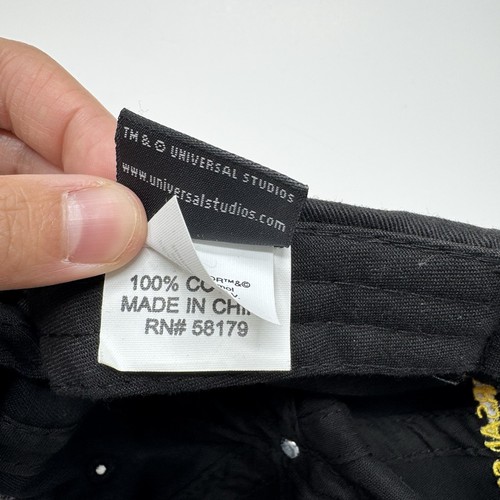 TM & © UNIVERSAL STUDIOS
www.universalstudios.com
100% CO
MADE IN CHI
RN# 58179